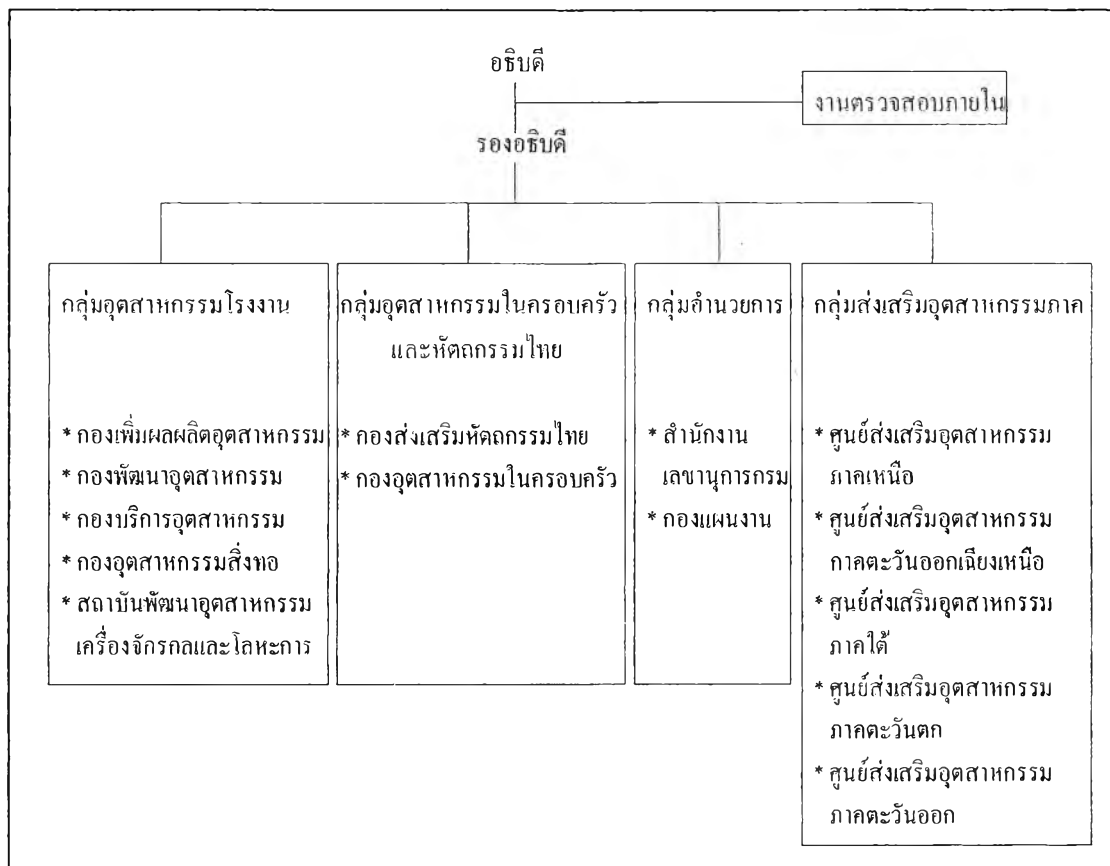 อธิบดี
งานตรวจสอบภายใน
รองอธิบดี
กลุ่มอุตสาหกรรมโรงงาน
* กองเพิ่มผลผลิตอุตสาหกรรม
* กองพัฒนาอุตสาหกรรม
* กองบริการอุตสาหกรรม
* กองอุตสาหกรรมสิ่งทอ
* สถาบันพัฒนาอุตสาหกรรม
เครื่องจักรกลและโลหะการ
กลุ่มอุตสาหกรรมในครอบครัว
และหัตถกรรมไทย
* กองส่งเสริมหัตถกรรมไทย
* กองอุตสาหกรรมในครอบครัว
กลุ่มอำนวยการ
* สำนักงาน
เลขานุการกรม
* กองแผนงาน
กลุ่มส่งเสริมอุตสาหกรรมภาค
* ศูนย์ส่งเสริมอุตสาหกรรม
ภาคเหนือ
* ศูนย์ส่งเสริมอุตสาหกรรม
ภาคตะวันออกเฉียงเหนือ
* ศูนย์ส่งเสริมอุตสาหกรรม
ภาคใต้
* ศูนย์ส่งเสริมอุตสาหกรรม
ภาคตะวันตก
* ศูนย์ส่งเสริมอุตสาหกรรม
ภาคตะวันออก